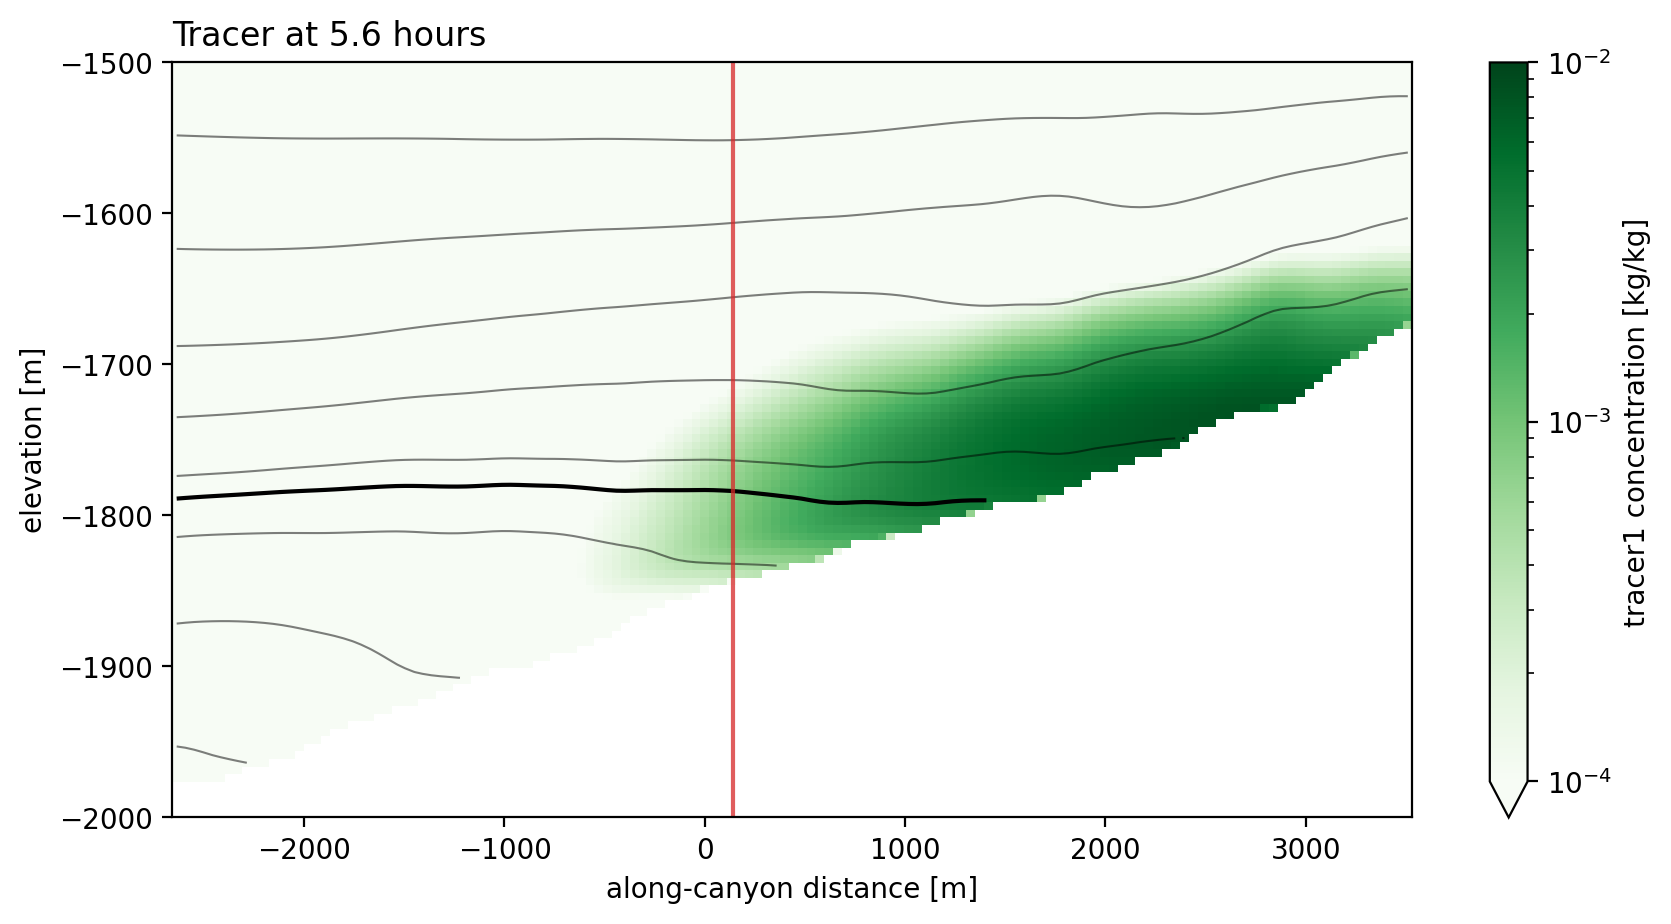 Tracer at 5.6 hours
−1500
−1600
−1700
−1800
−1900
−2000
elevation [m]
−2000 −1000 0 1000 2000 3000
along-canyon distance [m]
10⁻²
10⁻³
10⁻⁴
tracer1 concentration [kg/kg]